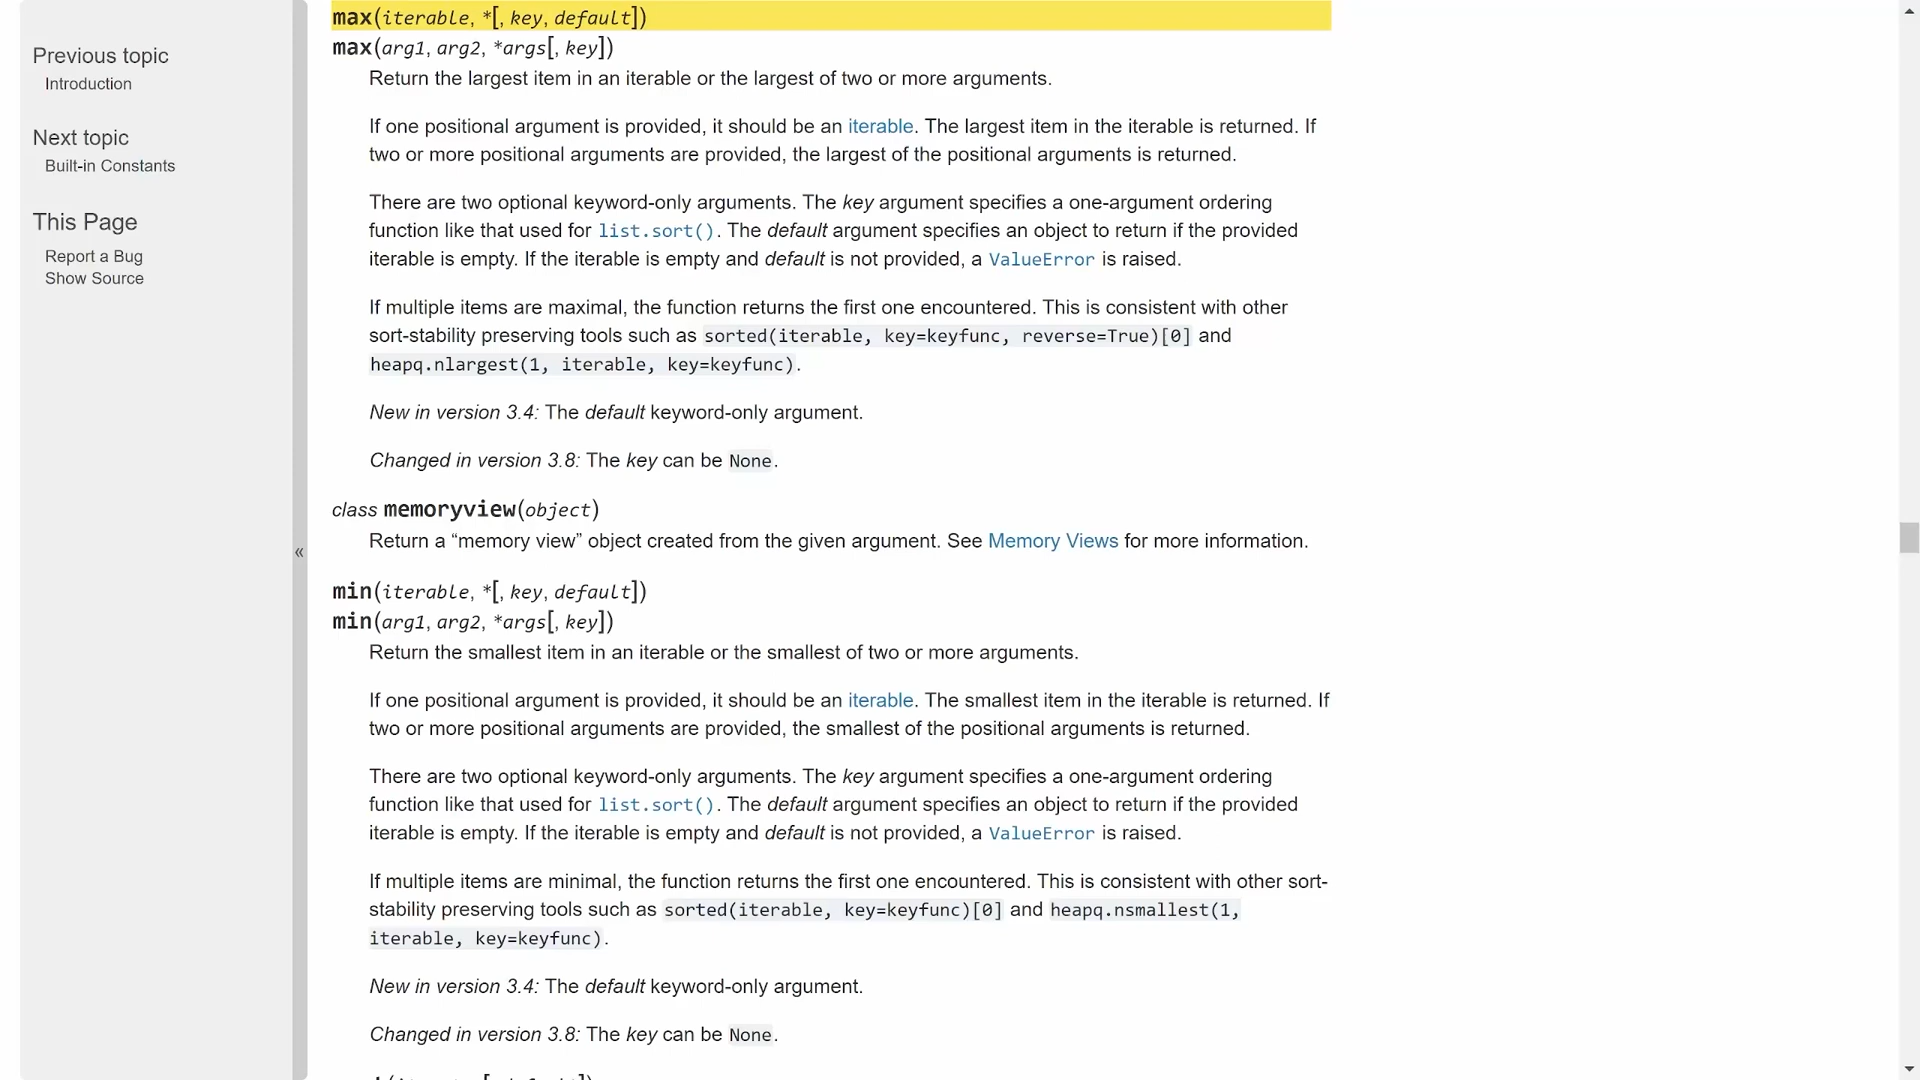 Previous topic
Introduction
Next topic
Built-in Constants
This Page
Report a Bug
Show Source
«
max(iterable, *[, key, default])
max(arg1, arg2, *args[, key])
Return the largest item in an iterable or the largest of two or more arguments.
If one positional argument is provided, it should be an iterable. The largest item in the iterable is returned. If
two or more positional arguments are provided, the largest of the positional arguments is returned.
There are two optional keyword-only arguments. The key argument specifies a one-argument ordering
function like that used for list.sort(). The default argument specifies an object to return if the provided
iterable is empty. If the iterable is empty and default is not provided, a ValueError is raised.
If multiple items are maximal, the function returns the first one encountered. This is consistent with other
sort-stability preserving tools such as sorted(iterable, key=keyfunc, reverse=True)[0] and
heapq.nlargest(1, iterable, key=keyfunc).
New in version 3.4: The default keyword-only argument.
Changed in version 3.8: The key can be None.
class memoryview(object)
Return a “memory view” object created from the given argument. See Memory Views for more information.
min(iterable, *[, key, default])
min(arg1, arg2, *args[, key])
Return the smallest item in an iterable or the smallest of two or more arguments.
If one positional argument is provided, it should be an iterable. The smallest item in the iterable is returned. If
two or more positional arguments are provided, the smallest of the positional arguments is returned.
There are two optional keyword-only arguments. The key argument specifies a one-argument ordering
function like that used for list.sort(). The default argument specifies an object to return if the provided
iterable is empty. If the iterable is empty and default is not provided, a ValueError is raised.
If multiple items are minimal, the function returns the first one encountered. This is consistent with other sort-
stability preserving tools such as sorted(iterable, key=keyfunc)[0] and heapq.nsmallest(1,
iterable, key=keyfunc).
New in version 3.4: The default keyword-only argument.
Changed in version 3.8: The key can be None.